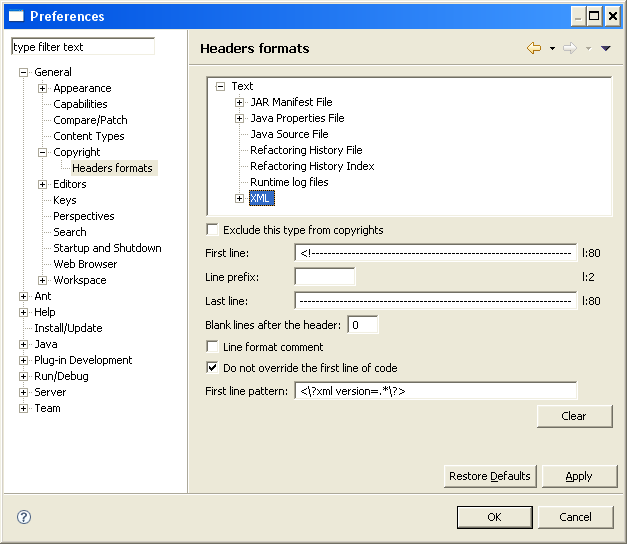 Preferences
type filter text
General
Appearance
Capabilities
Compare/Patch
Content Types
Copyright
Headers formats
Editors
Keys
Perspectives
Search
Startup and Shutdown
Web Browser
Workspace
Ant
Help
Install/Update
Java
Plug-in Development
Run/Debug
Server
Team
Headers formats
Text
JAR Manifest File
Java Properties File
Java Source File
Refactoring History File
Refactoring History Index
Runtime log files
XML
Exclude this type from copyrights
First line: <!------------------------------------------------------------------------------ l:80
Line prefix: l:2
Last line: ------------------------------------------------------------------------------- l:80
Blank lines after the header: 0
Line format comment
Do not override the first line of code
First line pattern: <\?xml version=.*\?>
Clear
Restore Defaults Apply
? OK Cancel